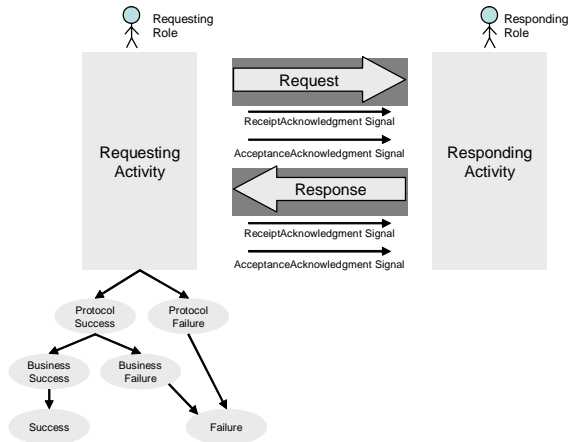 Requesting
Role
Responding
Role
Request
ReceiptAcknowledgment Signal
AcceptanceAcknowledgment Signal
Requesting
Activity
Responding
Activity
Response
ReceiptAcknowledgment Signal
AcceptanceAcknowledgment Signal
Protocol
Success
Protocol
Failure
Business
Success
Business
Failure
Success
Failure